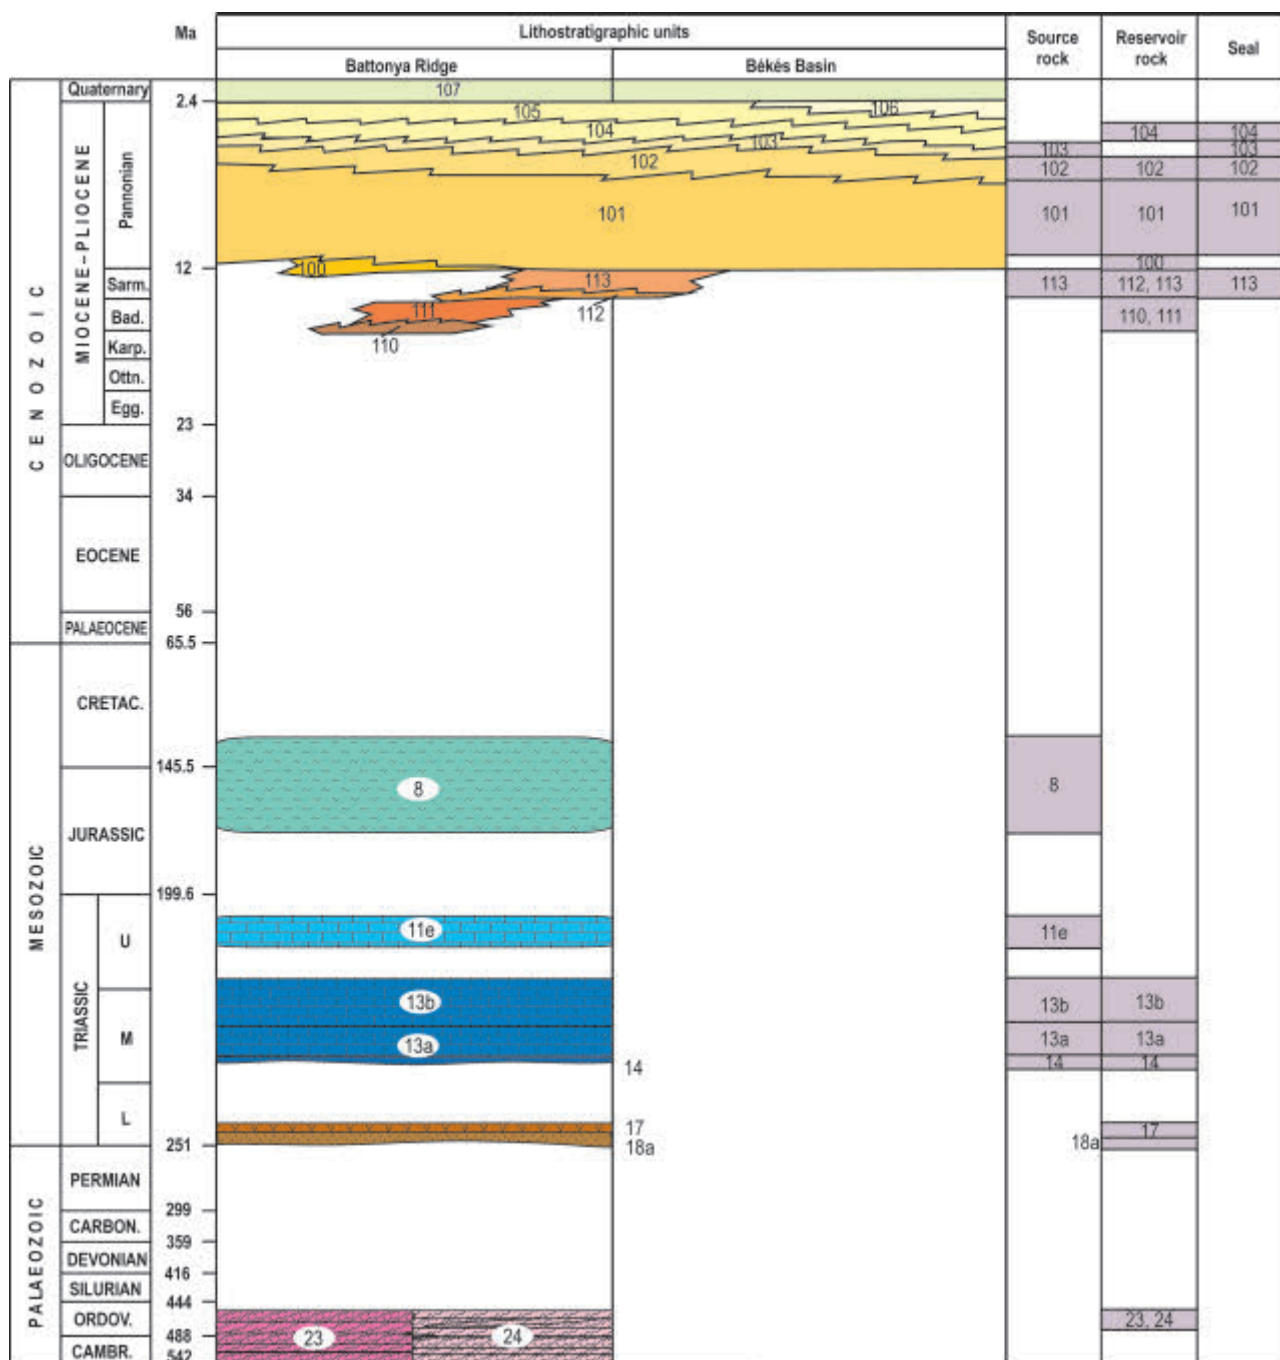 Ma
Lithostratigraphic units
Source rock
Reservoir rock
Seal
Battonya Ridge
Békés Basin
CENOZOIC
Quaternary
107
2.4
MIOCENE-PLIOCENE
Pannonian
105
106
104
103
102
101
104
104
103
103
102
102
102
101
101
101
12
100
100
Sarm.
113
112
113
112, 113
113
Bad.
111
110, 111
Karp.
110
Ottn.
Egg.
23
OLIGOCENE
34
EOCENE
56
PALAEOCENE
65.5
MESOZOIC
CRETAC.
145.5
8
8
JURASSIC
199.6
TRIASSIC
U
11e
11e
M
13b
13b
13b
13a
13a
13a
14
14
14
L
17
17
18a
18a
251
PALAEOZOIC
PERMIAN
299
CARBON.
359
DEVONIAN
416
SILURIAN
444
ORDOV.
23
24
23, 24
488
CAMBR.
542